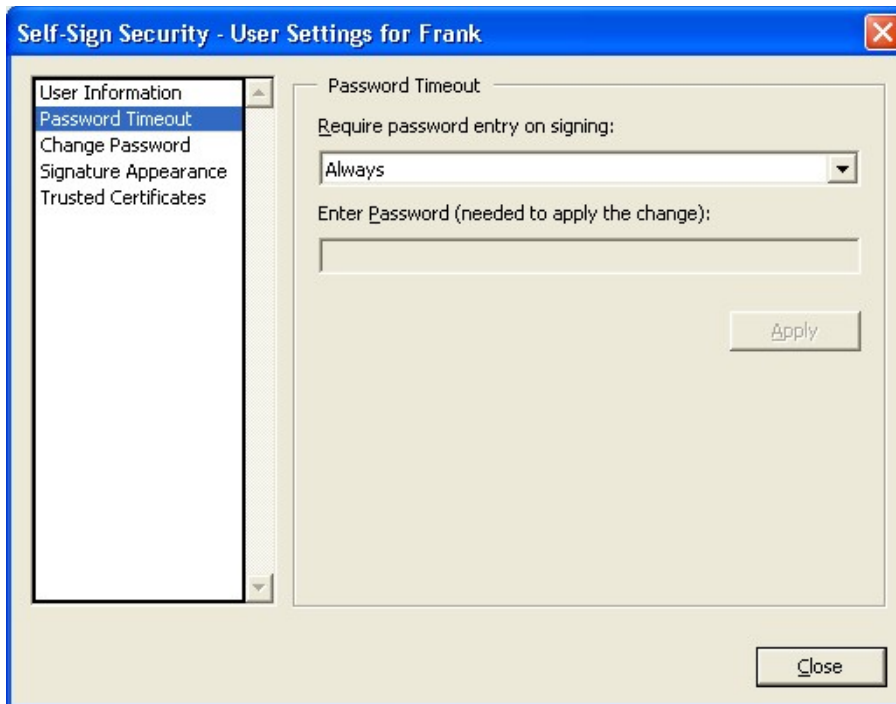 Self-Sign Security - User Settings for Frank
User Information
Password Timeout
Change Password
Signature Appearance
Trusted Certificates
Password Timeout
Require password entry on signing:
Always
Enter Password (needed to apply the change):
Apply
Close